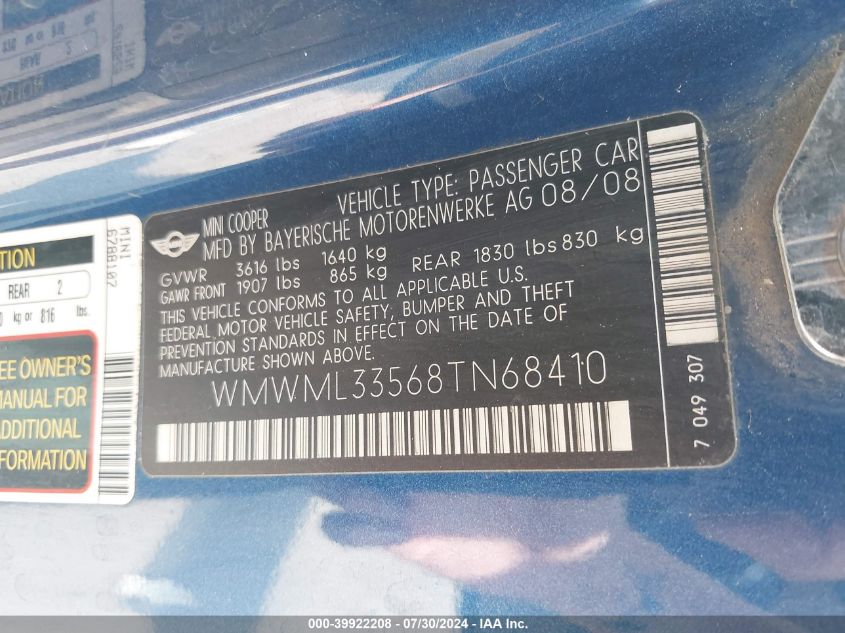 VEHICLE TYPE: PASSENGER CAR
MINI COOPER
MFD BY BAYERISCHE MOTORENWERKE AG 08/08
GVWR 3616 lbs 1640 kg
GAWR FRONT 1907 lbs 865 kg REAR 1830 lbs 830 kg
THIS VEHICLE CONFORMS TO ALL APPLICABLE U.S.
FEDERAL MOTOR VEHICLE SAFETY, BUMPER AND THEFT
PREVENTION STANDARDS IN EFFECT ON THE DATE OF
MANUFACTURE SHOWN ABOVE.
WMWML33568TN68410
7 049 307
MINI
6788107
TION
REAR 2
0 kg or 816 lbs.
EE OWNER'S
MANUAL FOR
ADDITIONAL
FORMATION
000-39922208 - 07/30/2024 - IAA Inc.